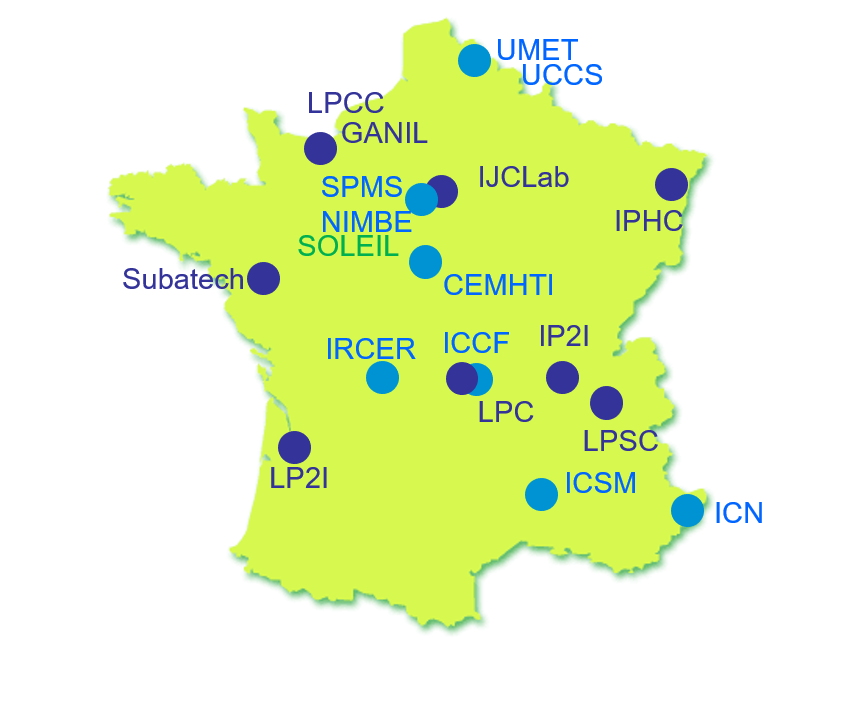 UMET
UCCS
LPCC
GANIL
IJCLab
SPMS
NIMBE
SOLEIL
IPHC
Subatech
CEMHTI
IRCER
ICCF
IP2I
LPC
LPSC
LP2I
ICSM
ICN